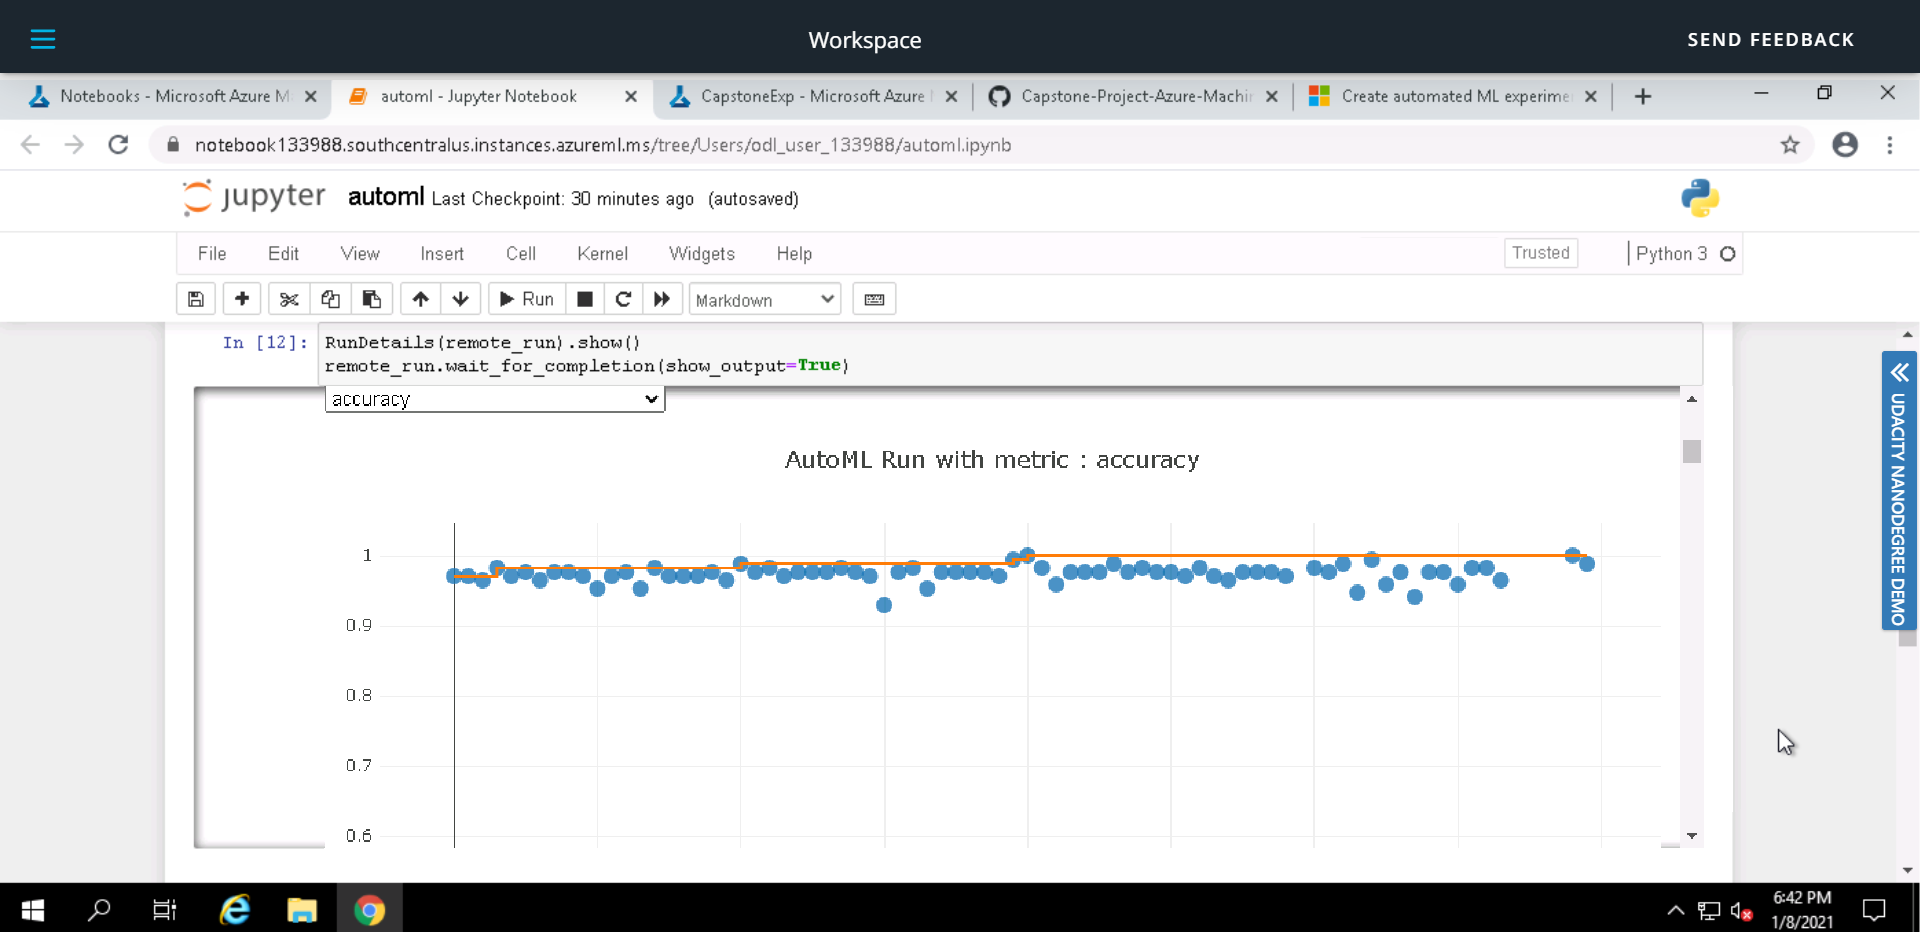 Workspace
SEND FEEDBACK
Notebooks - Microsoft Azure M
automl - Jupyter Notebook
CapstoneExp - Microsoft Azure
Capstone-Project-Azure-Machin
Create automated ML experime
notebook133988.southcentralus.instances.azureml.ms/tree/Users/odl_user_133988/automl.ipynb
jupyter automl Last Checkpoint: 30 minutes ago (autosaved)
File Edit View Insert Cell Kernel Widgets Help Trusted Python 3
Run Markdown
In [12]: RunDetails(remote_run).show()
remote_run.wait_for_completion(show_output=True)
accuracy
AutoML Run with metric : accuracy
1
0.9
0.8
0.7
0.6
UDACITY NANODEGREE DEMO
6:42 PM
1/8/2021